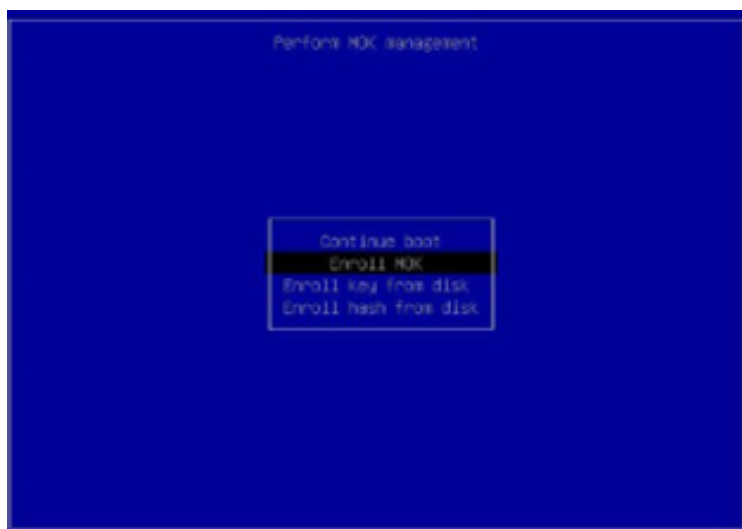 Perform MOK management
Continue boot
Enroll MOK
Enroll key from disk
Enroll hash from disk